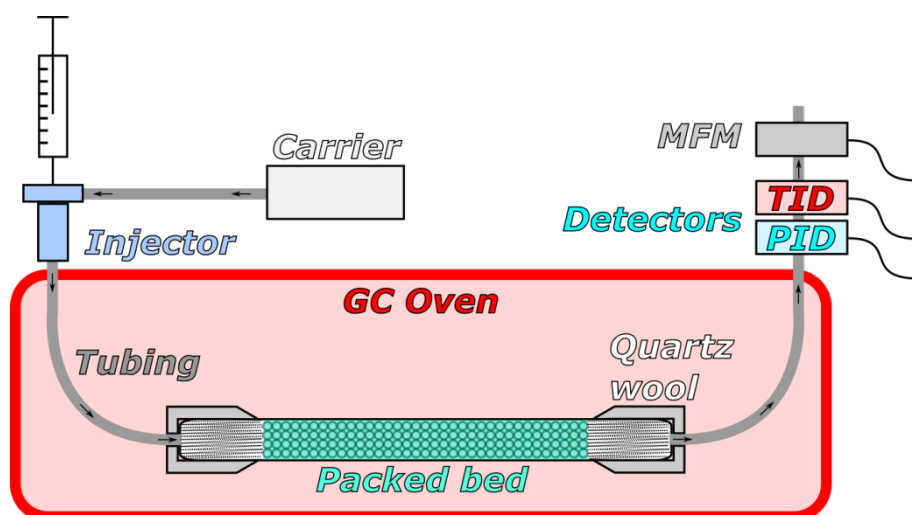 Carrier
MFM
TID
Detectors
PID
Injector
GC Oven
Tubing
Quartz
wool
Packed bed